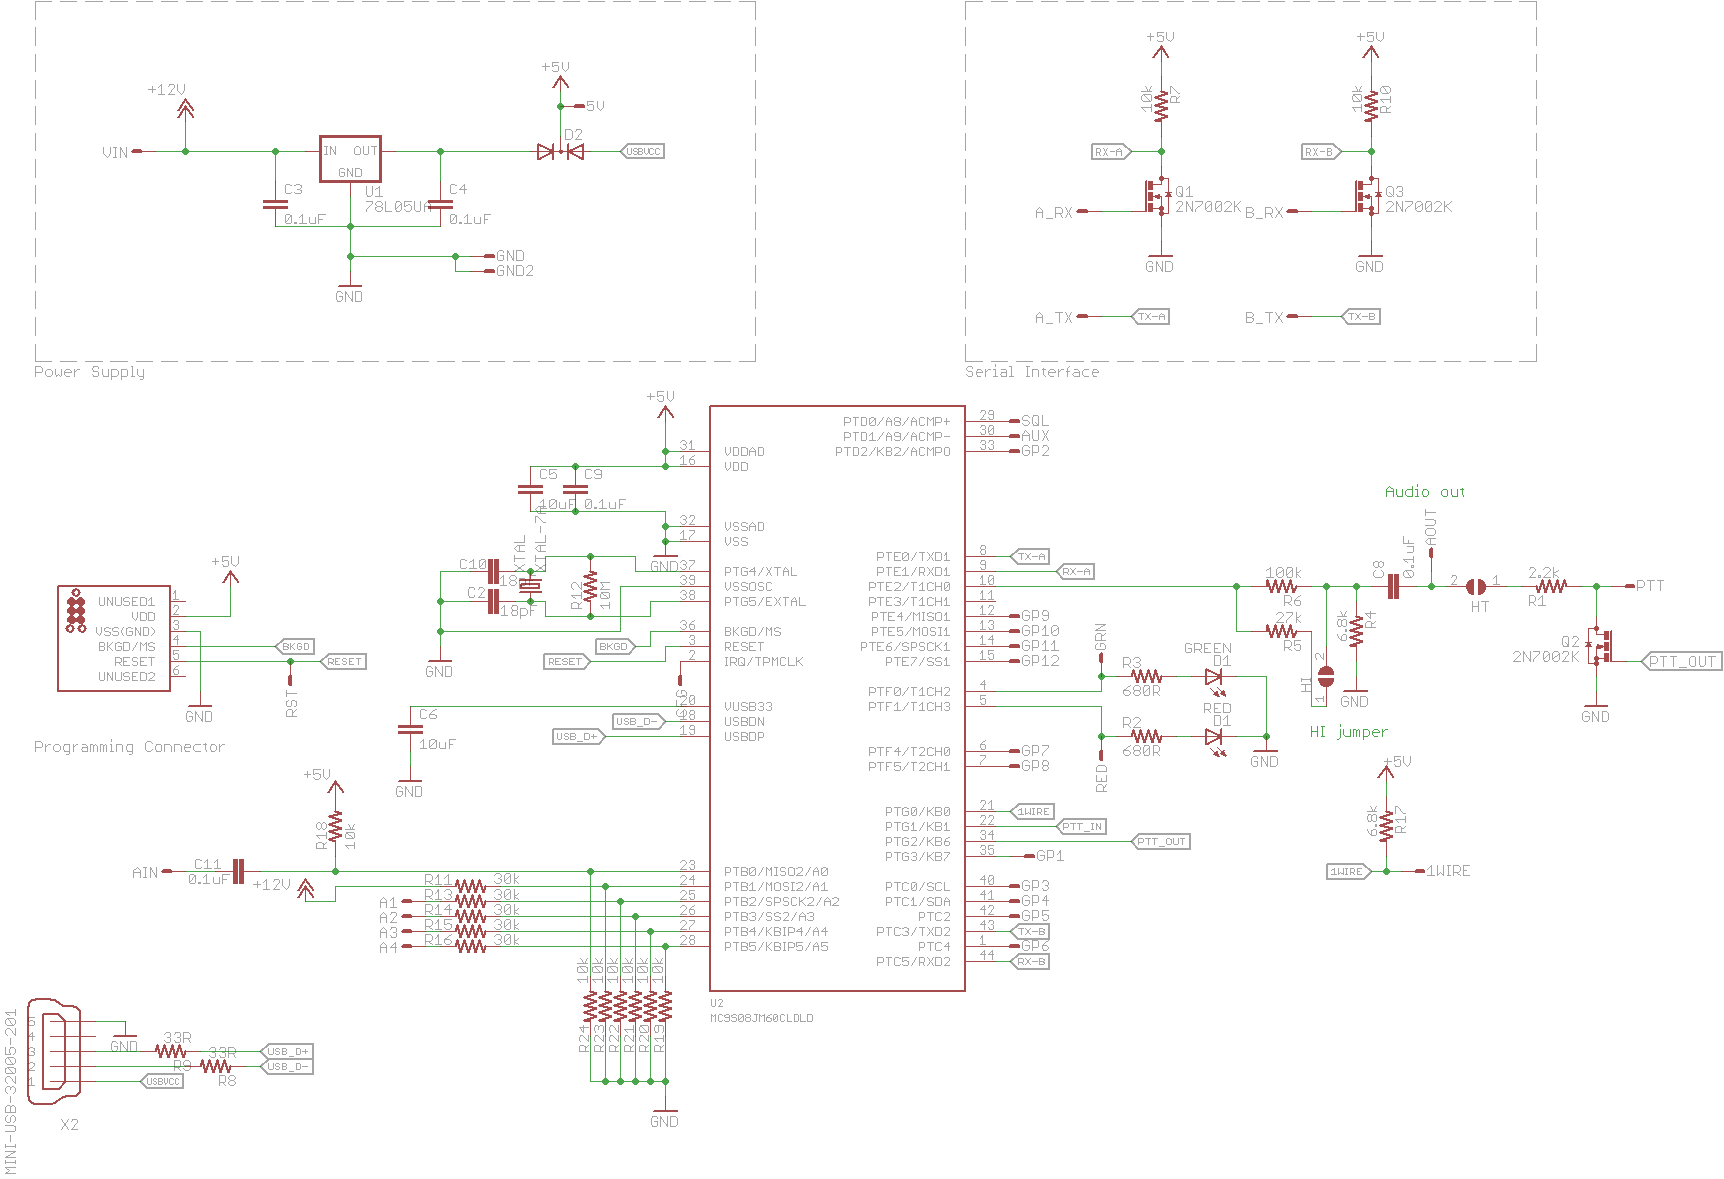 +12V
VIN
IN OUT
GND
U1
78L05UA
C3
0.1uF
C4
0.1uF
+5V
5V
D2
USBVCC
GND
GND2
GND
Power Supply
+5V
10k
R7
RX-A
A_RX
Q1
2N7002K
GND
A_TX
TX-A
+5V
10k
R10
RX-B
B_RX
Q3
2N7002K
GND
B_TX
TX-B
Serial Interface
+5V
C5
10uF
C9
0.1uF
GND
C10
18pF
C2
18pF
XTAL
R12
10M
GND
BKGD
RESET
C6
10uF
GND
USB_D-
USB_D+
31 VDDAD
16 VDD
32 VSSAD
17 VSS
37 PTG4/XTAL
39 VSSOSC
38 PTG5/EXTAL
36 BKGD/MS
3 RESET
2 IRQ/TPMCLK
20 VUSB33
18 USBDN
19 USBDP
23 PTB0/MISO2/A0
24 PTB1/MOSI2/A1
25 PTB2/SPSCK2/A2
26 PTB3/SS2/A3
27 PTB4/KBIP4/A4
28 PTB5/KBIP5/A5
PTD0/A8/ACMP+ 29 SQL
PTD1/A9/ACMP- 30 AUX
PTD2/KB2/ACMPO 33 GP2
PTE0/TXD1 8 TX-A
PTE1/RXD1 9 RX-A
PTE2/T1CH0 10
PTE3/T1CH1 11
PTE4/MISO1 12 GP9
PTE5/MOSI1 13 GP10
PTE6/SPSCK1 14 GP11
PTE7/SS1 15 GP12
PTF0/T1CH2 4
PTF1/T1CH3 5
PTF4/T2CH0 6 GP7
PTF5/T2CH1 7 GP8
PTG0/KB0 21 1WIRE
PTG1/KB1 22 PTT_IN
PTG2/KB6 34 PTT_OUT
PTG3/KB7 35 GP1
PTC0/SCL 40 GP3
PTC1/SDA 41 GP4
PTC2 42 GP5
PTC3/TXD2 43 TX-B
PTC4 1 GP6
PTC5/RXD2 44 RX-B
U2
MC9S08JM60CLDLD
GRN
R3
680R
GREEN
D1
RED
D1
R2
680R
RED
GND
100k
R6
27k
R5
HI
2
1
6.8k
R4
GND
HI jumper
C8
0.1uF
Audio out
AOUT
2 1
HT
2.2k
R1
PTT
Q2
2N7002K
PTT_OUT
GND
+5V
6.8k
R17
1WIRE
1WIRE
+5V
UNUSED1 1
VDD 2
VSS(GND) 3
BKGD/MS 4
RESET 5
UNUSED2 6
BKGD
RESET
RST
GND
Programming Connector
+5V
R18
10k
AIN
C11
0.1uF
+12V
R11 30k
A1 R13 30k
A2 R14 30k
A3 R15 30k
A4 R16 30k
10k 10k 10k 10k 10k 10k
R24 R23 R22 R21 R20 R19
GND
MINI-USB-32005-201
5
4
3
2
1
GND
33R
R9
33R
R8
USB_D+
USB_D-
USBVCC
X2